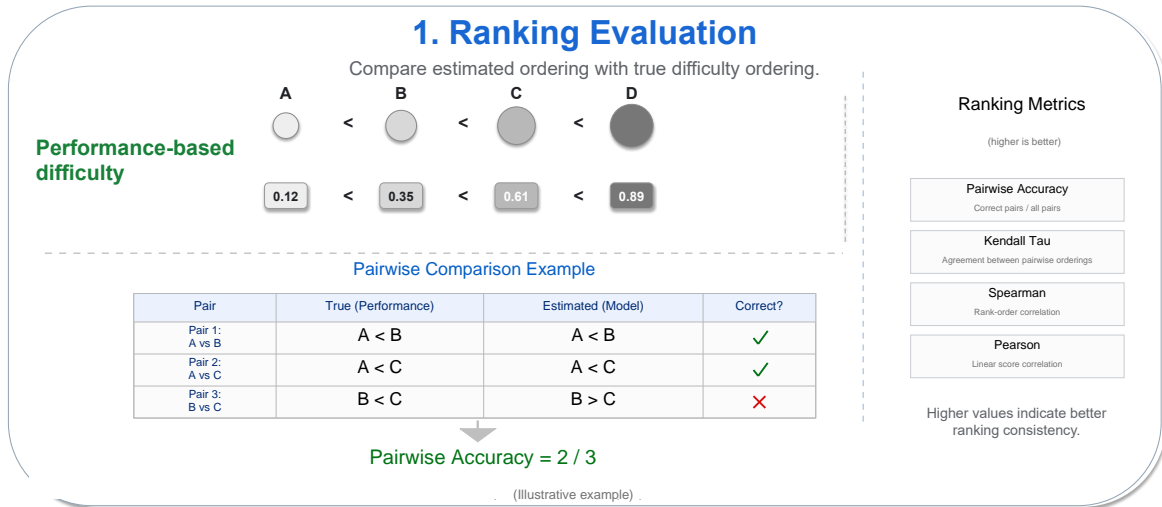 1. Ranking Evaluation
Compare estimated ordering with true difficulty ordering.
A B C D
< < <
Performance-based
difficulty
0.12 < 0.35 < 0.61 < 0.89
Pairwise Comparison Example
Pair True (Performance) Estimated (Model) Correct?
Pair 1:
A vs B
A < B A < B ✓
Pair 2:
A vs C
A < C A < C ✓
Pair 3:
B vs C
B < C B > C ✕
Pairwise Accuracy = 2 / 3
(Illustrative example)
Ranking Metrics
(higher is better)
Pairwise Accuracy
Correct pairs / all pairs
Kendall Tau
Agreement between pairwise orderings
Spearman
Rank-order correlation
Pearson
Linear score correlation
Higher values indicate better
ranking consistency.